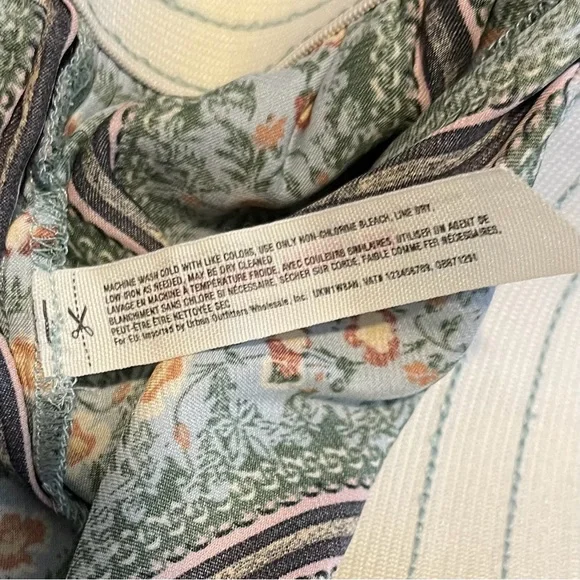 MACHINE WASH COLD WITH LIKE COLORS, USE ONLY NON-CHLORINE BLEACH, LINE DRY,
LOW IRON AS NEEDED, MAY BE DRY CLEANED
LAVAGE EN MACHINE À TEMPÉRATURE FROIDE, AVEC COULEURS SIMILAIRES, UTILISER UN AGENT DE
BLANCHIMENT SANS CHLORE SI NÉCESSAIRE, SÉCHER SUR CORDE, FAIBLE COMME FER NÉCESSAIRES,
PEUT-ÊTRE ÊTRE NETTOYÉE SEC
For EU: Imported by Urban Outfitters Wholesale, Inc. UKW1W8AN, VAT# 123456789, GB871291